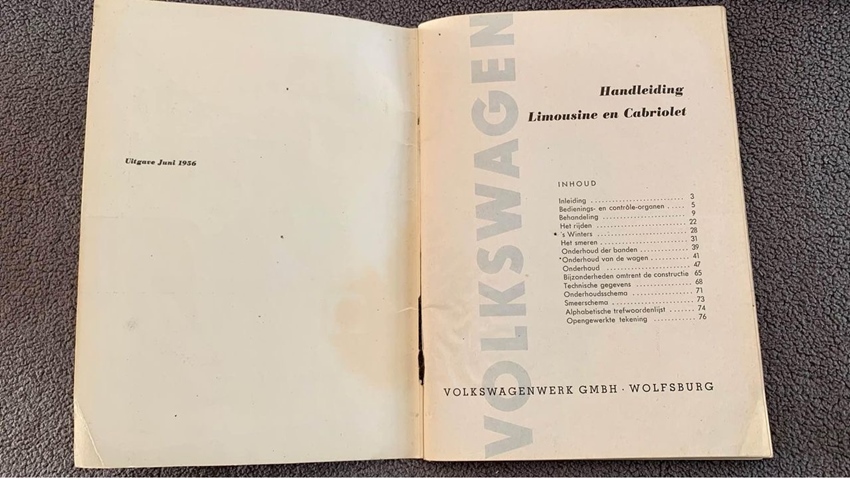 Uitgave Juni 1956
VOLKSWAGEN
Handleiding
Limousine en Cabriolet
INHOUD
Inleiding . . . . . . . . . . . . . . . . . . . . . . 3
Bedienings- en contrôle-organen . . . . . 5
Behandeling . . . . . . . . . . . . . . . . . . . . 9
Het rijden . . . . . . . . . . . . . . . . . . . . . 22
's Winters . . . . . . . . . . . . . . . . . . . . . 28
Het smeren . . . . . . . . . . . . . . . . . . . . 31
Onderhoud der banden . . . . . . . . . . . . 39
Onderhoud van de wagen . . . . . . . . . . 41
Onderhoud . . . . . . . . . . . . . . . . . . . . 47
Bijzonderheden omtrent de constructie 65
Technische gegevens . . . . . . . . . . . . . 68
Onderhoudsschema . . . . . . . . . . . . . . 71
Smeerschema . . . . . . . . . . . . . . . . . . 73
Alphabetische trefwoordenlijst . . . . . . 74
Opengewerkte tekening . . . . . . . . . . . 76
VOLKSWAGENWERK GMBH · WOLFSBURG